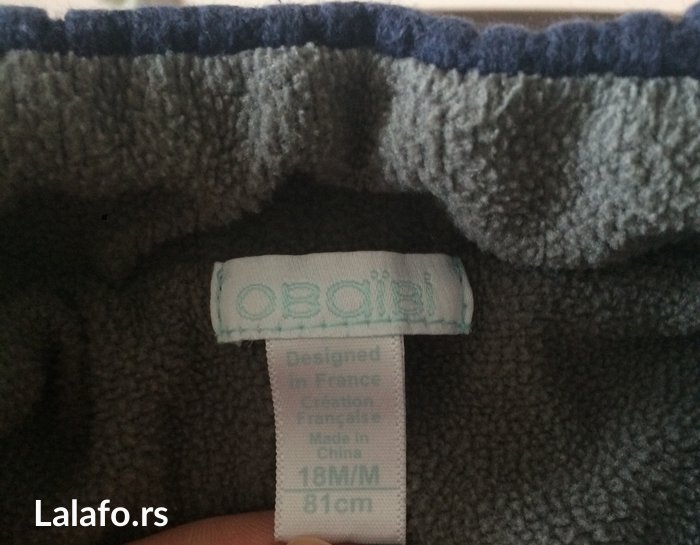 OBAÏBI
Designed
in France
Création
Française
Made in
China
18M/M
81cm
Lalafo.rs